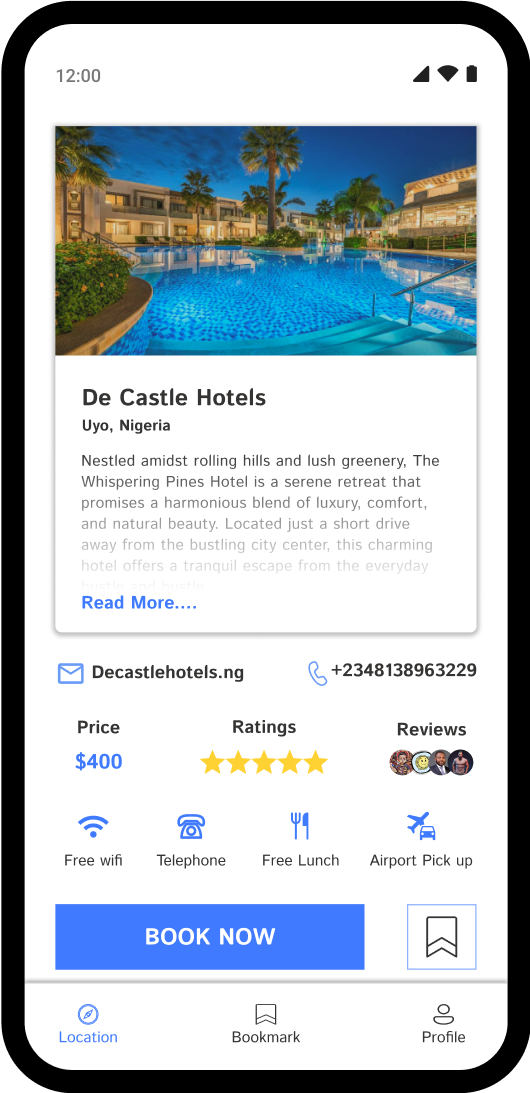 12:00
De Castle Hotels
Uyo, Nigeria
Nestled amidst rolling hills and lush greenery, The
Whispering Pines Hotel is a serene retreat that
promises a harmonious blend of luxury, comfort,
and natural beauty. Located just a short drive
away from the bustling city center, this charming
hotel offers a tranquil escape from the everyday
hustle and bustle.
Read More....
Decastlehotels.ng
+2348138963229
Price
Ratings
Reviews
$400
Free wifi
Telephone
Free Lunch
Airport Pick up
BOOK NOW
Location
Bookmark
Profile